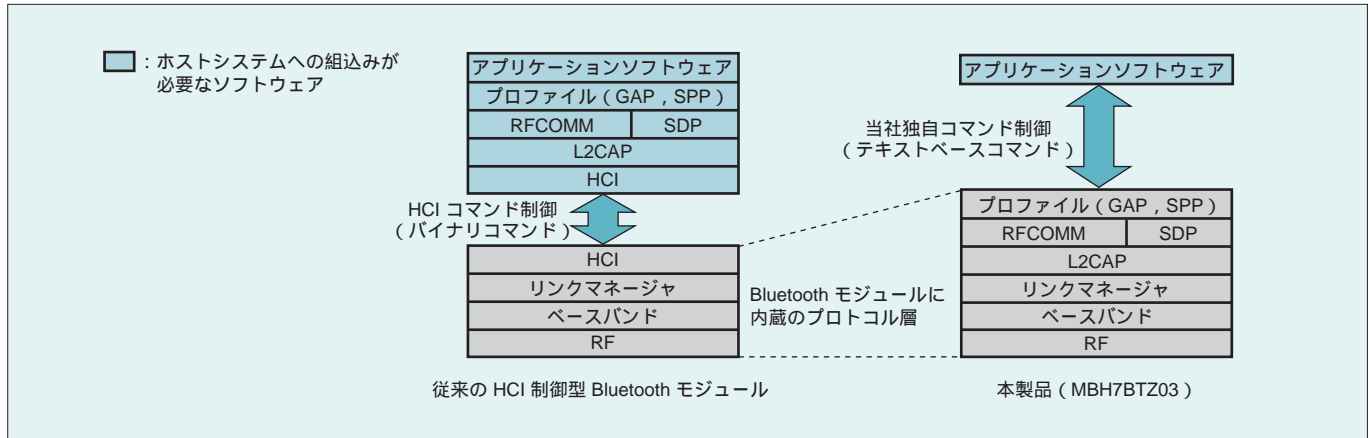 ：ホストシステムへの組込みが
必要なソフトウェア
アプリケーションソフトウェア
プロファイル（GAP，SPP）
RFCOMM
SDP
L2CAP
HCI
HCI コマンド制御
（バイナリコマンド）
HCI
リンクマネージャ
ベースバンド
RF
従来の HCI 制御型 Bluetooth モジュール
Bluetooth モジュールに
内蔵のプロトコル層
アプリケーションソフトウェア
当社独自コマンド制御
（テキストベースコマンド）
プロファイル（GAP，SPP）
RFCOMM
SDP
L2CAP
リンクマネージャ
ベースバンド
RF
本製品（MBH7BTZ03）